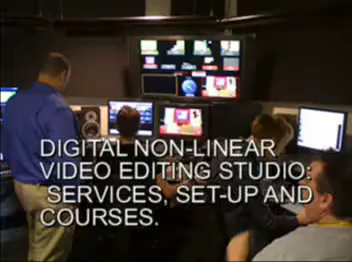 DIGITAL NON-LINEAR
VIDEO EDITING STUDIO:
SERVICES, SET-UP AND
COURSES.